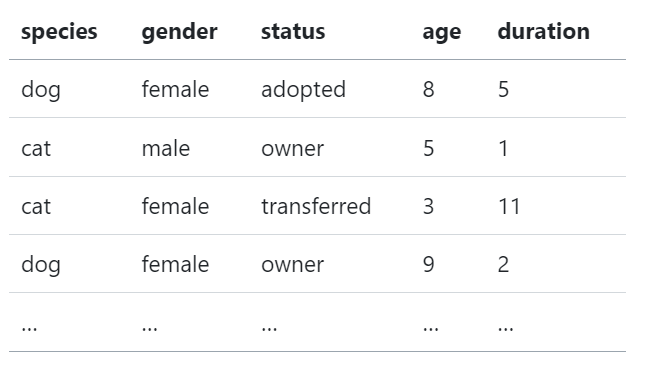 species gender status age duration
dog female adopted 8 5
cat male owner 5 1
cat female transferred 3 11
dog female owner 9 2
... ... ... ... ...